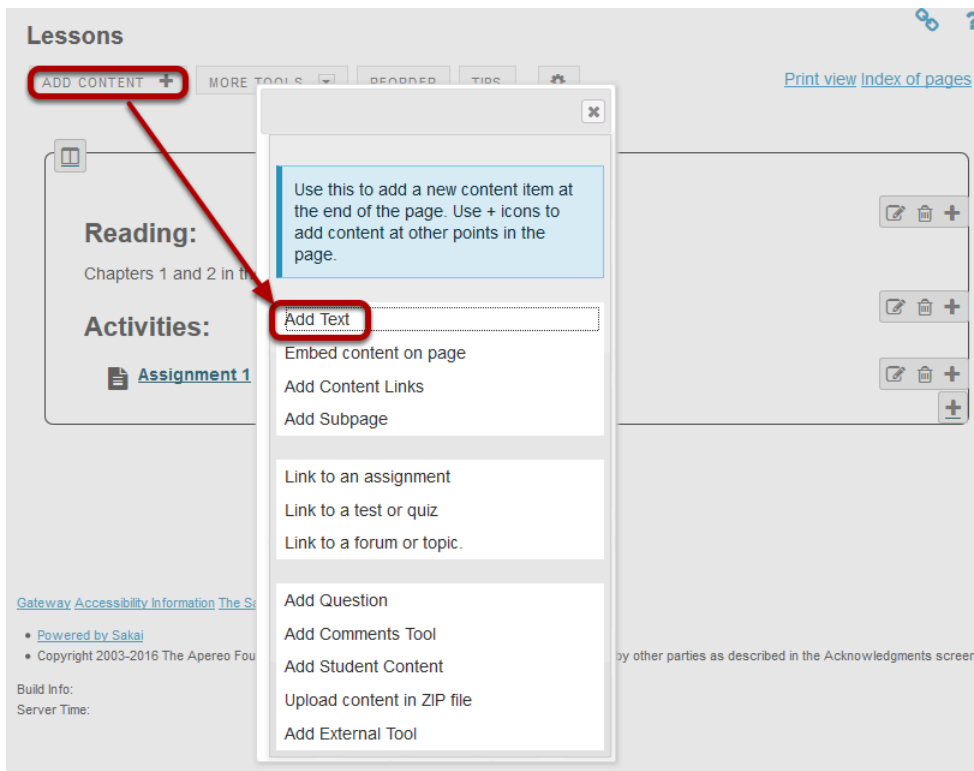 Lessons
ADD CONTENT + MORE TOOLS REORDER TIPS
Print view Index of pages
Use this to add a new content item at
the end of the page. Use + icons to
add content at other points in the
page.
Reading:
Chapters 1 and 2 in
Activities:
Assignment 1
Add Text
Embed content on page
Add Content Links
Add Subpage
Link to an assignment
Link to a test or quiz
Link to a forum or topic.
Add Question
Add Comments Tool
Add Student Content
Upload content in ZIP file
Add External Tool
Gateway Accessibility Information The
• Powered by Sakai
• Copyright 2003-2016 The Apereo by other parties as described in the Acknowledgments screen
Build Info:
Server Time: